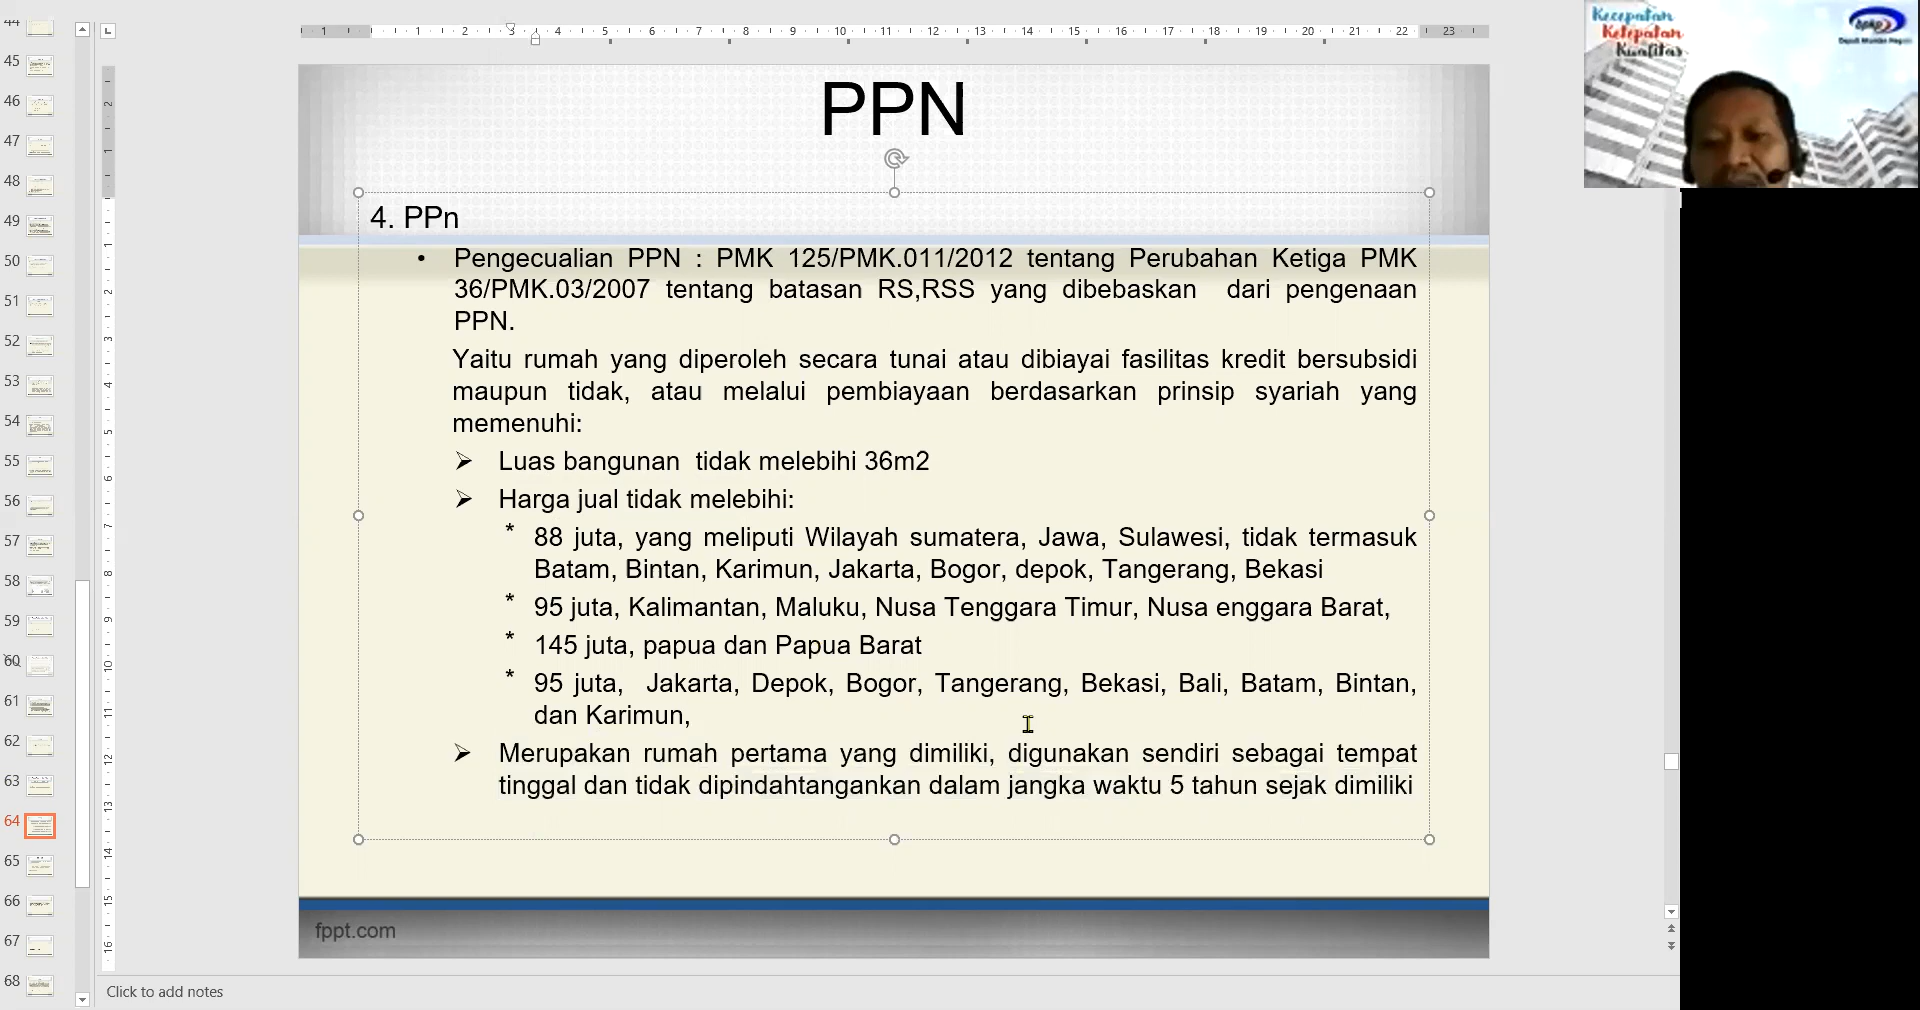 Kecepatan
Ketepatan
Kualitas
bpkp
PPN
4. PPn
• Pengecualian PPN : PMK 125/PMK.011/2012 tentang Perubahan Ketiga PMK
36/PMK.03/2007 tentang batasan RS,RSS yang dibebaskan dari pengenaan
PPN.
Yaitu rumah yang diperoleh secara tunai atau dibiayai fasilitas kredit bersubsidi
maupun tidak, atau melalui pembiayaan berdasarkan prinsip syariah yang
memenuhi:
➢ Luas bangunan tidak melebihi 36m2
➢ Harga jual tidak melebihi:
* 88 juta, yang meliputi Wilayah sumatera, Jawa, Sulawesi, tidak termasuk
Batam, Bintan, Karimun, Jakarta, Bogor, depok, Tangerang, Bekasi
* 95 juta, Kalimantan, Maluku, Nusa Tenggara Timur, Nusa enggara Barat,
* 145 juta, papua dan Papua Barat
* 95 juta, Jakarta, Depok, Bogor, Tangerang, Bekasi, Bali, Batam, Bintan,
dan Karimun,
➢ Merupakan rumah pertama yang dimiliki, digunakan sendiri sebagai tempat
tinggal dan tidak dipindahtangankan dalam jangka waktu 5 tahun sejak dimiliki
fppt.com
Click to add notes
44
45
46
47
48
49
50
51
52
53
54
55
56
57
58
59
60
61
62
63
64
65
66
67
68